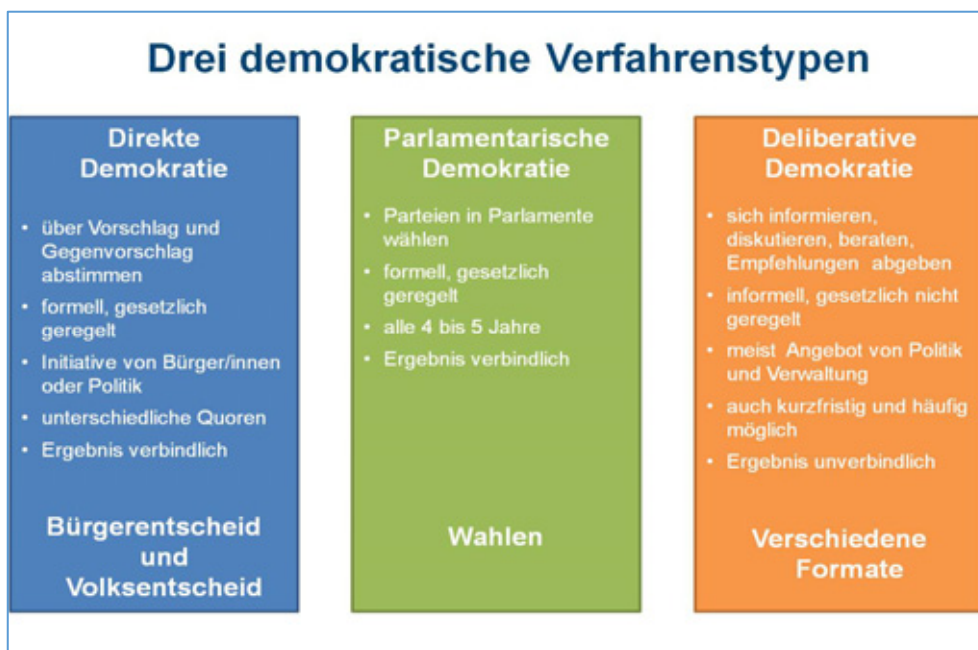 Drei demokratische Verfahrenstypen
Direkte
Demokratie
• über Vorschlag und
Gegenvorschlag
abstimmen
• formell, gesetzlich
geregelt
• Initiative von Bürger/innen
oder Politik
• unterschiedliche Quoren
• Ergebnis verbindlich
Bürgerentscheid
und
Volksentscheid
Parlamentarische
Demokratie
• Parteien in Parlamente
wählen
• formell, gesetzlich
geregelt
• alle 4 bis 5 Jahre
• Ergebnis verbindlich
Wahlen
Deliberative
Demokratie
• sich informieren,
diskutieren, beraten,
Empfehlungen abgeben
• informell, gesetzlich nicht
geregelt
• meist Angebot von Politik
und Verwaltung
• auch kurzfristig und häufig
möglich
• Ergebnis unverbindlich
Verschiedene
Formate